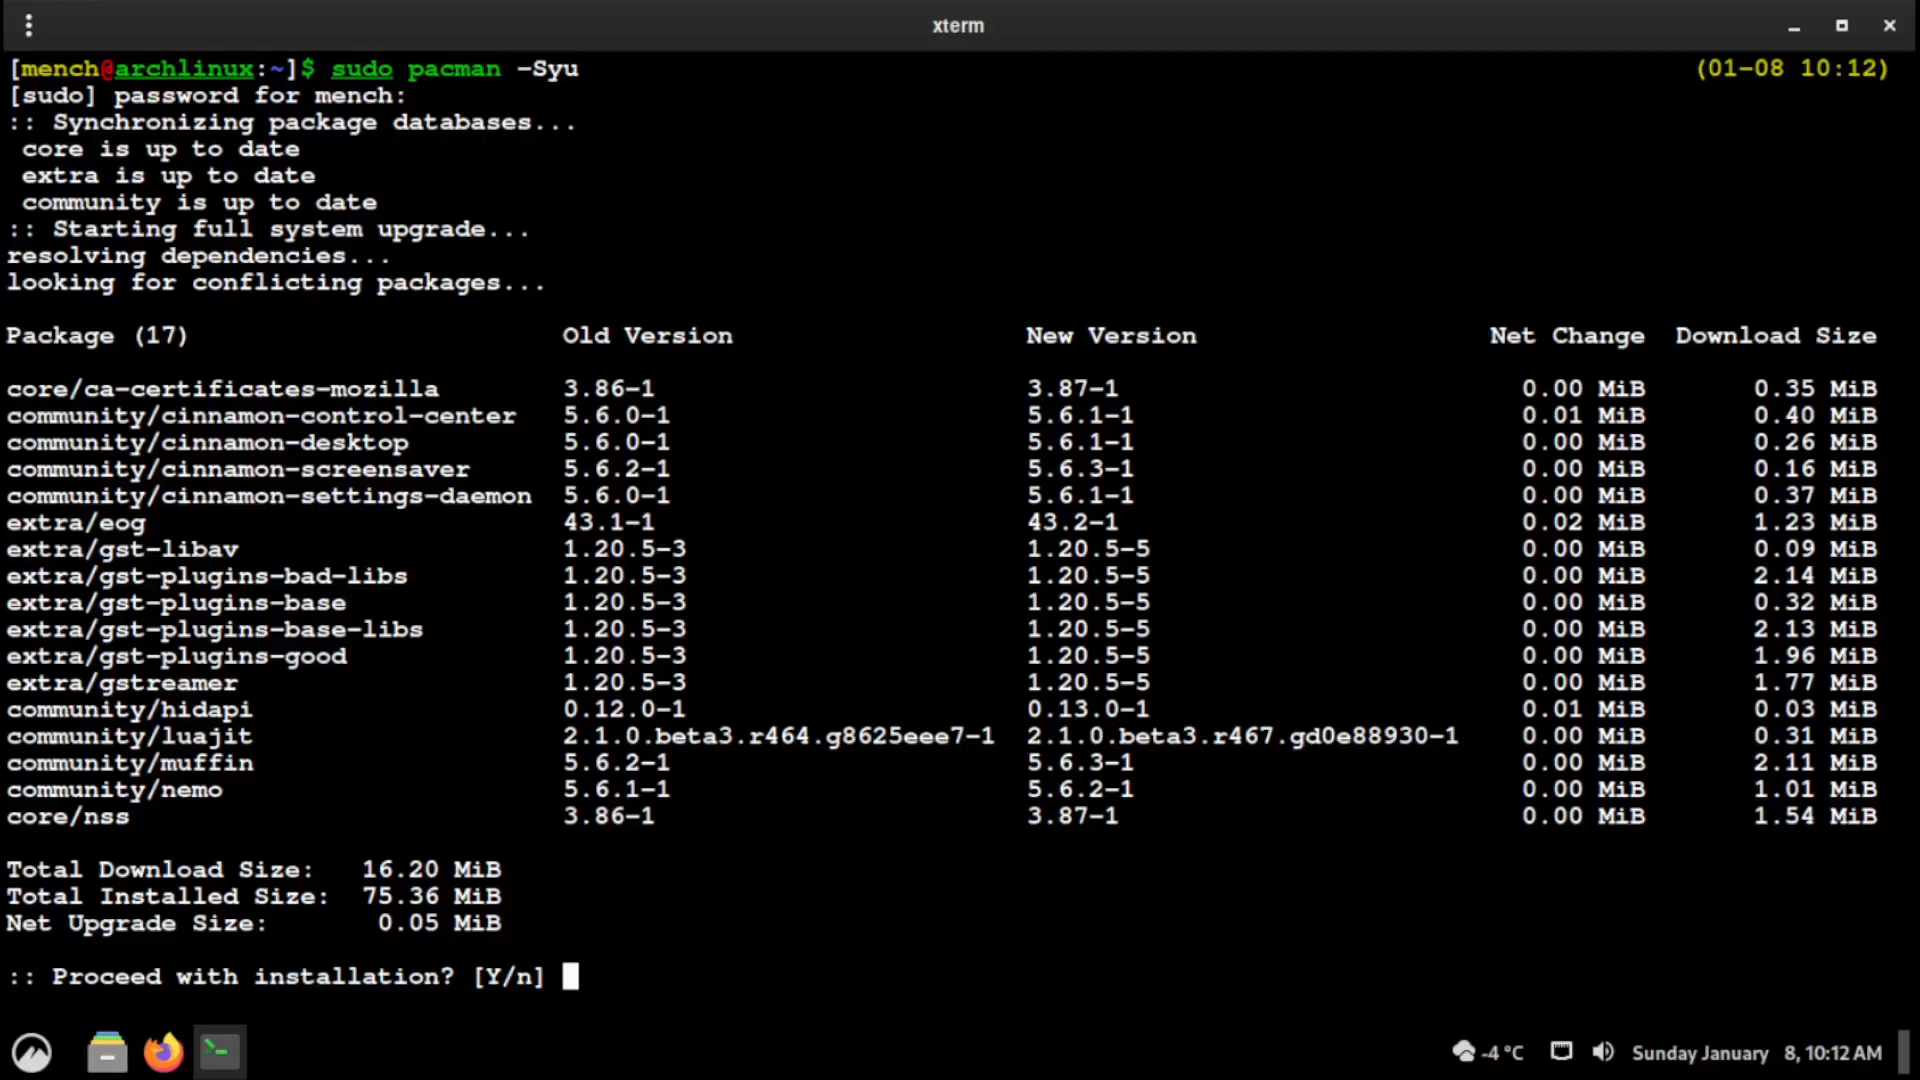 xterm
[mench@archlinux:~]$ sudo pacman -Syu (01-08 10:12)
[sudo] password for mench:
:: Synchronizing package databases...
core is up to date
extra is up to date
community is up to date
:: Starting full system upgrade...
resolving dependencies...
looking for conflicting packages...
Package (17) Old Version New Version Net Change Download Size
core/ca-certificates-mozilla 3.86-1 3.87-1 0.00 MiB 0.35 MiB
community/cinnamon-control-center 5.6.0-1 5.6.1-1 0.01 MiB 0.40 MiB
community/cinnamon-desktop 5.6.0-1 5.6.1-1 0.00 MiB 0.26 MiB
community/cinnamon-screensaver 5.6.2-1 5.6.3-1 0.00 MiB 0.16 MiB
community/cinnamon-settings-daemon 5.6.0-1 5.6.1-1 0.00 MiB 0.37 MiB
extra/eog 43.1-1 43.2-1 0.02 MiB 1.23 MiB
extra/gst-libav 1.20.5-3 1.20.5-5 0.00 MiB 0.09 MiB
extra/gst-plugins-bad-libs 1.20.5-3 1.20.5-5 0.00 MiB 2.14 MiB
extra/gst-plugins-base 1.20.5-3 1.20.5-5 0.00 MiB 0.32 MiB
extra/gst-plugins-base-libs 1.20.5-3 1.20.5-5 0.00 MiB 2.13 MiB
extra/gst-plugins-good 1.20.5-3 1.20.5-5 0.00 MiB 1.96 MiB
extra/gstreamer 1.20.5-3 1.20.5-5 0.00 MiB 1.77 MiB
community/hidapi 0.12.0-1 0.13.0-1 0.01 MiB 0.03 MiB
community/luajit 2.1.0.beta3.r464.g8625eee7-1 2.1.0.beta3.r467.gd0e88930-1 0.00 MiB 0.31 MiB
community/muffin 5.6.2-1 5.6.3-1 0.00 MiB 2.11 MiB
community/nemo 5.6.1-1 5.6.2-1 0.00 MiB 1.01 MiB
core/nss 3.86-1 3.87-1 0.00 MiB 1.54 MiB
Total Download Size: 16.20 MiB
Total Installed Size: 75.36 MiB
Net Upgrade Size: 0.05 MiB
:: Proceed with installation? [Y/n]
-4 °C Sunday January 8, 10:12 AM